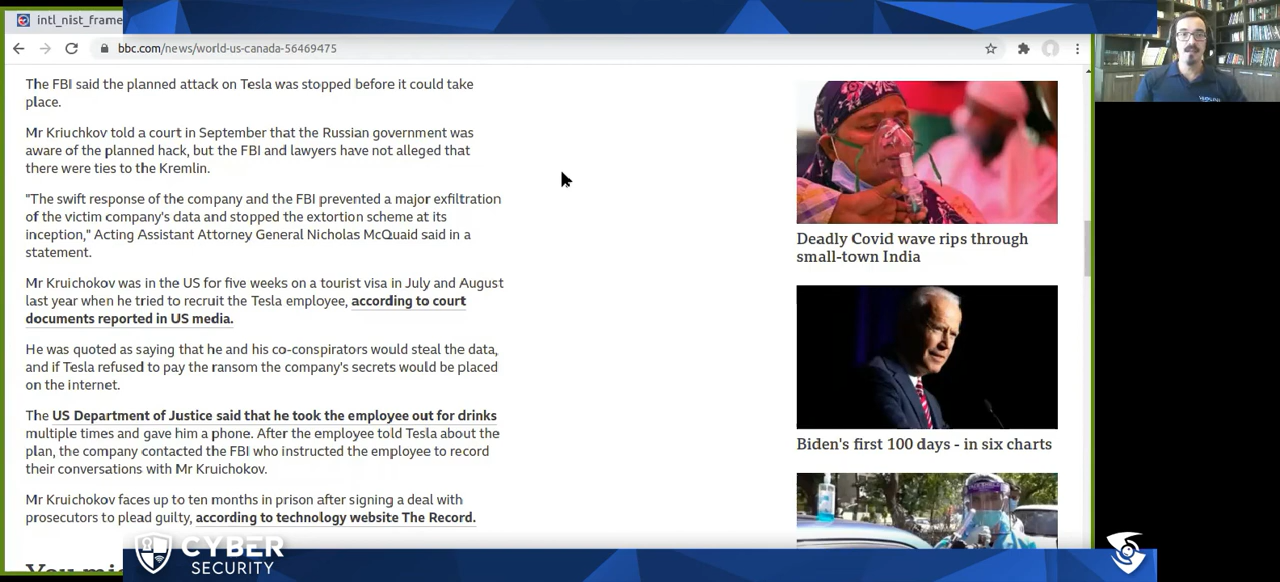 intl_nist_frame
bbc.com/news/world-us-canada-56469475
The FBI said the planned attack on Tesla was stopped before it could take
place.
Mr Kriuchkov told a court in September that the Russian government was
aware of the planned hack, but the FBI and lawyers have not alleged that
there were ties to the Kremlin.
"The swift response of the company and the FBI prevented a major exfiltration
of the victim company's data and stopped the extortion scheme at its
inception," Acting Assistant Attorney General Nicholas McQuaid said in a
statement.
Mr Kruichokov was in the US for five weeks on a tourist visa in July and August
last year when he tried to recruit the Tesla employee, according to court
documents reported in US media.
He was quoted as saying that he and his co-conspirators would steal the data,
and if Tesla refused to pay the ransom the company's secrets would be placed
on the internet.
The US Department of Justice said that he took the employee out for drinks
multiple times and gave him a phone. After the employee told Tesla about the
plan, the company contacted the FBI who instructed the employee to record
their conversations with Mr Kruichokov.
Mr Kruichokov faces up to ten months in prison after signing a deal with
prosecutors to plead guilty, according to technology website The Record.
Deadly Covid wave rips through
small-town India
Biden's first 100 days - in six charts
CYBER
SECURITY